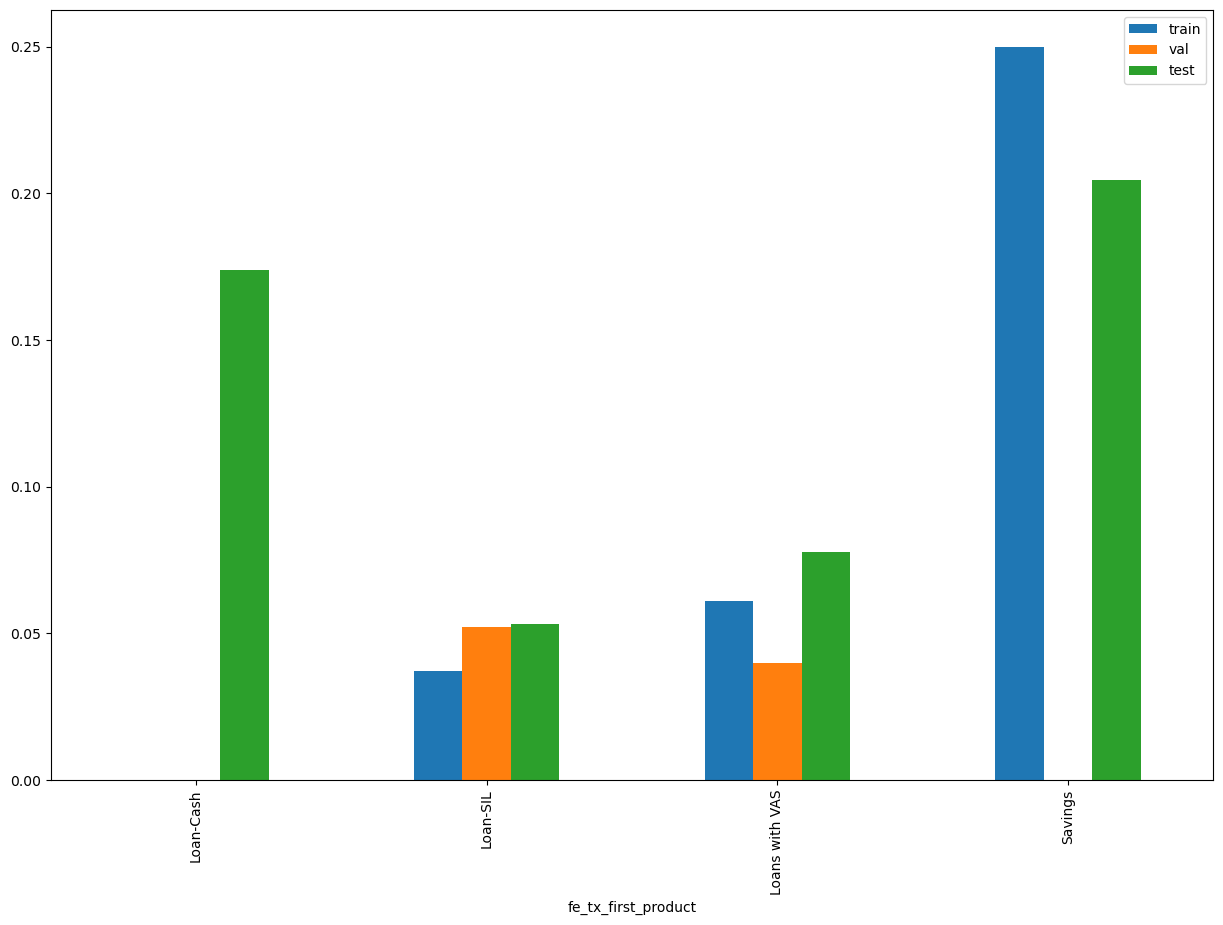 train
val
test
0.25
0.20
0.15
0.10
0.05
0.00
Loan-Cash
Loan-SIL
Loans with VAS
Savings
fe_tx_first_product